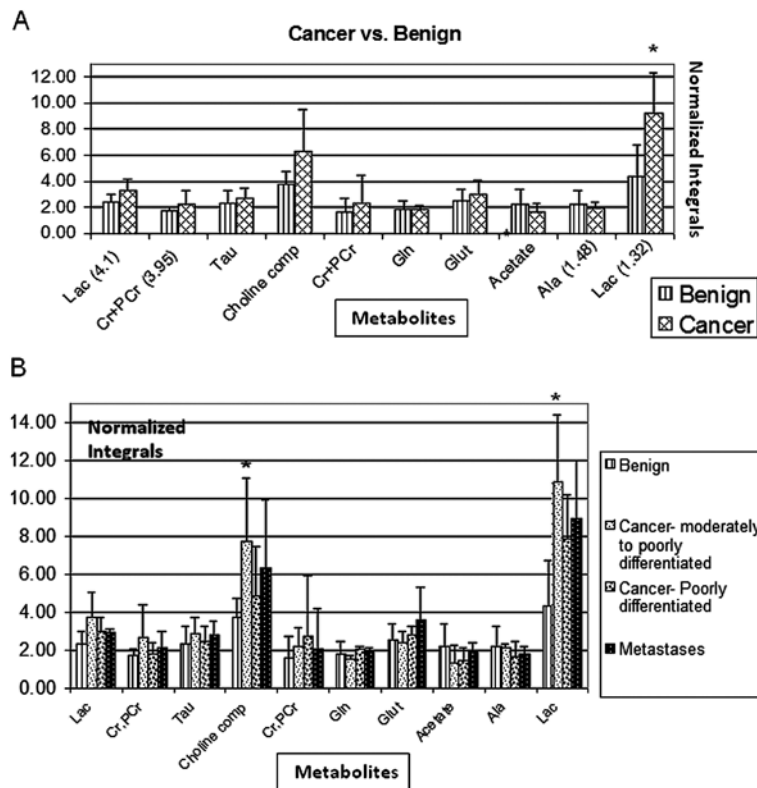 A
Cancer vs. Benign
*
12.00
10.00
8.00
6.00
4.00
2.00
0.00
Normalized Integrals
Lac (4.1)
Cr+PCr (3.95)
Tau
Choline comp
Cr+PCr
Gln
Glut
Acetate
Ala (1.48)
Lac (1.32)
Metabolites
Benign
Cancer
B
14.00
12.00
10.00
8.00
6.00
4.00
2.00
0.00
Normalized
Integrals
*
*
Benign
Cancer- moderately
to poorly
differentiated
Cancer- Poorly
differentiated
Metastases
Lac
Cr,PCr
Tau
Choline comp
Cr,PCr
Gln
Glut
Acetate
Ala
Lac
Metabolites